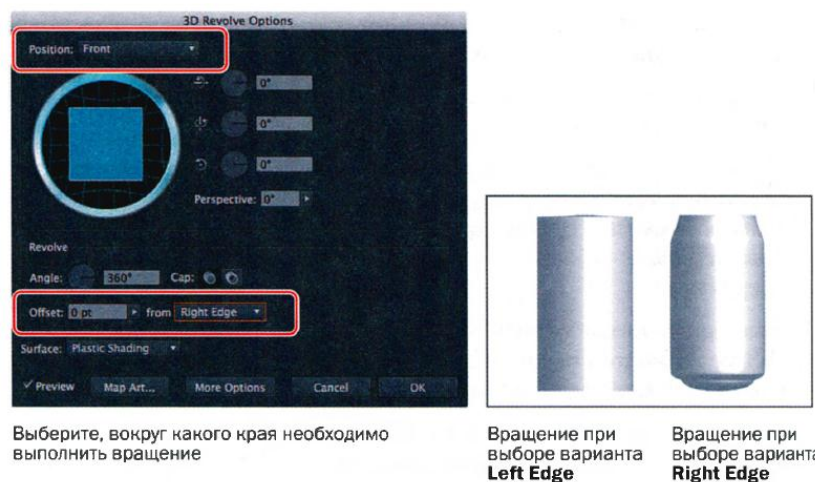 3D Revolve Options
Position: Front
0°
0°
0°
Perspective: 0°
Revolve
Angle: 360° Cap:
Offset: 0 pt from Right Edge
Surface: Plastic Shading
Preview Map Art... More Options Cancel OK
Выберите, вокруг какого края необходимо
выполнить вращение
Вращение при
выборе варианта
Left Edge
Вращение при
выборе варианта
Right Edge